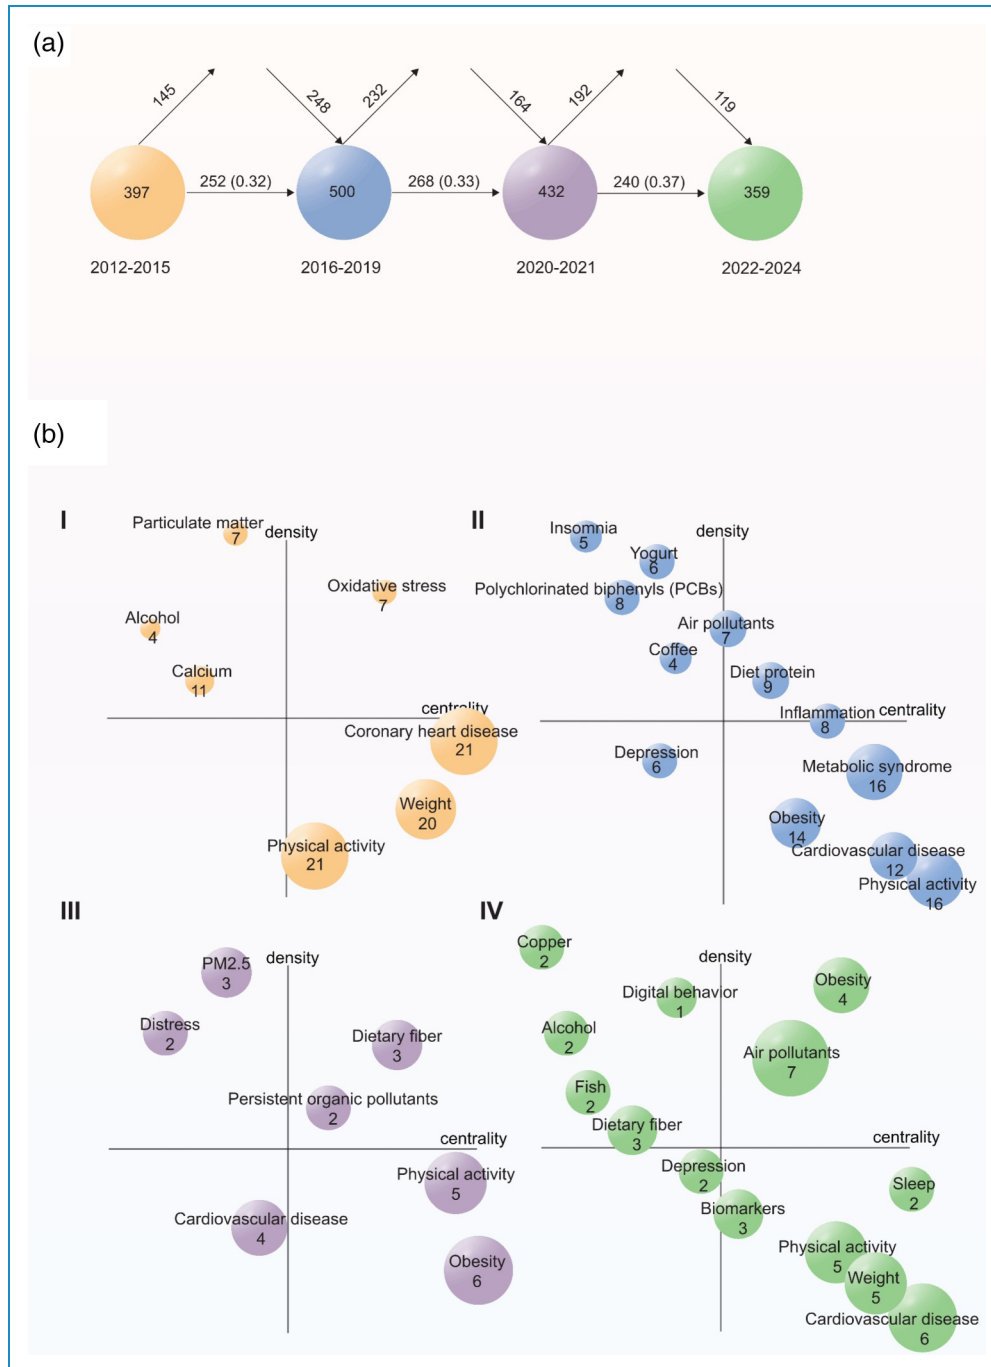 (a)
145
248
232
164
192
119
397
252 (0.32)
500
268 (0.33)
432
240 (0.37)
359
2012-2015
2016-2019
2020-2021
2022-2024
(b)
I
Particulate matter
7
density
Oxidative stress
7
Alcohol
4
Calcium
11
centrality
Coronary heart disease
21
Weight
20
Physical activity
21
II
Insomnia
5
density
Yogurt
6
Polychlorinated biphenyls (PCBs)
8
Air pollutants
7
Coffee
4
Diet protein
9
Inflammation
8
centrality
Depression
6
Metabolic syndrome
16
Obesity
14
Cardiovascular disease
12
Physical activity
16
III
PM2.5
3
density
Distress
2
Dietary fiber
3
Persistent organic pollutants
2
centrality
Physical activity
5
Cardiovascular disease
4
Obesity
6
IV
Copper
2
density
Digital behavior
1
Obesity
4
Alcohol
2
Air pollutants
7
Fish
2
Dietary fiber
3
centrality
Depression
2
Sleep
2
Biomarkers
3
Physical activity
5
Weight
5
Cardiovascular disease
6